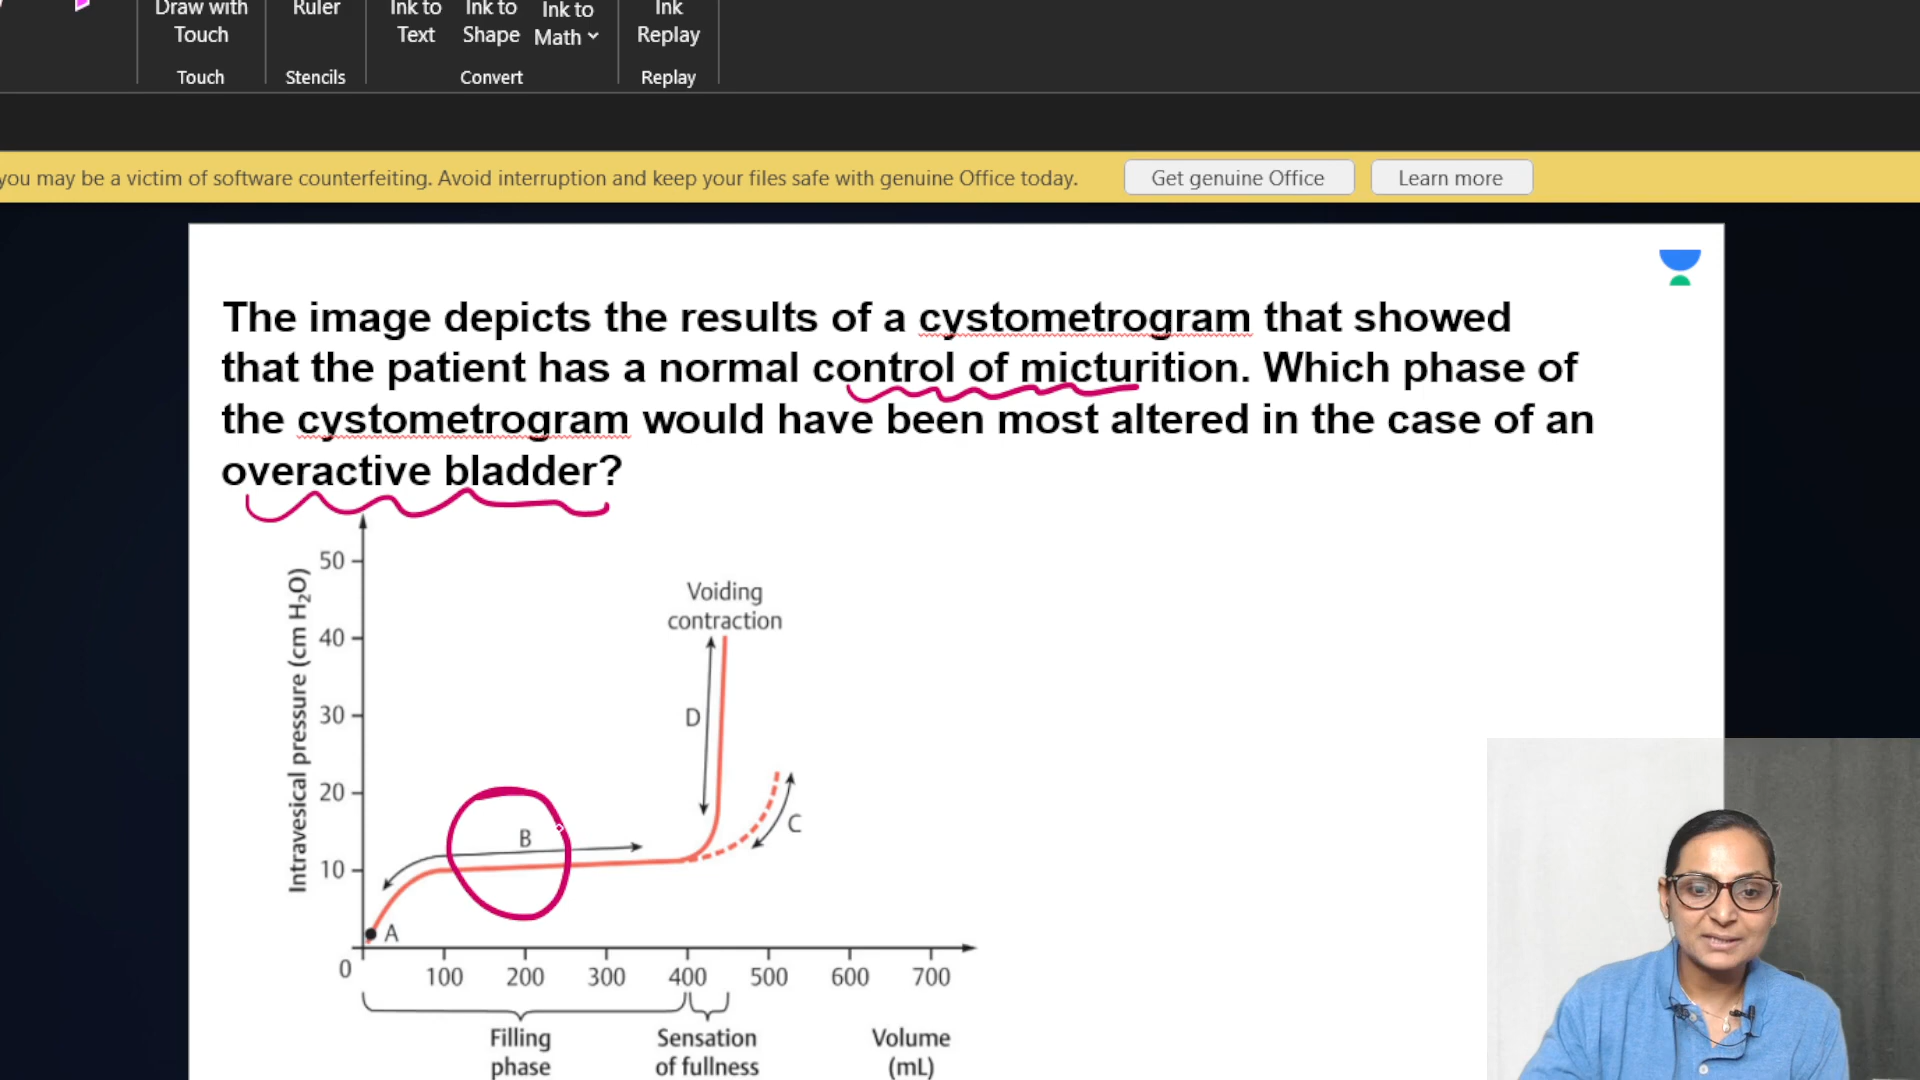 Draw with
Touch
Ruler
Ink to
Text
Ink to
Shape
Ink to
Math
Ink
Replay
Touch
Stencils
Convert
Replay
you may be a victim of software counterfeiting. Avoid interruption and keep your files safe with genuine Office today.
Get genuine Office
Learn more
The image depicts the results of a cystometrogram that showed
that the patient has a normal control of micturition. Which phase of
the cystometrogram would have been most altered in the case of an
overactive bladder?
Intravesical pressure (cm H₂O)
50
40
30
20
10
0
Voiding
contraction
D
C
B
A
100
200
300
400
500
600
700
Filling
phase
Sensation
of fullness
Volume
(mL)